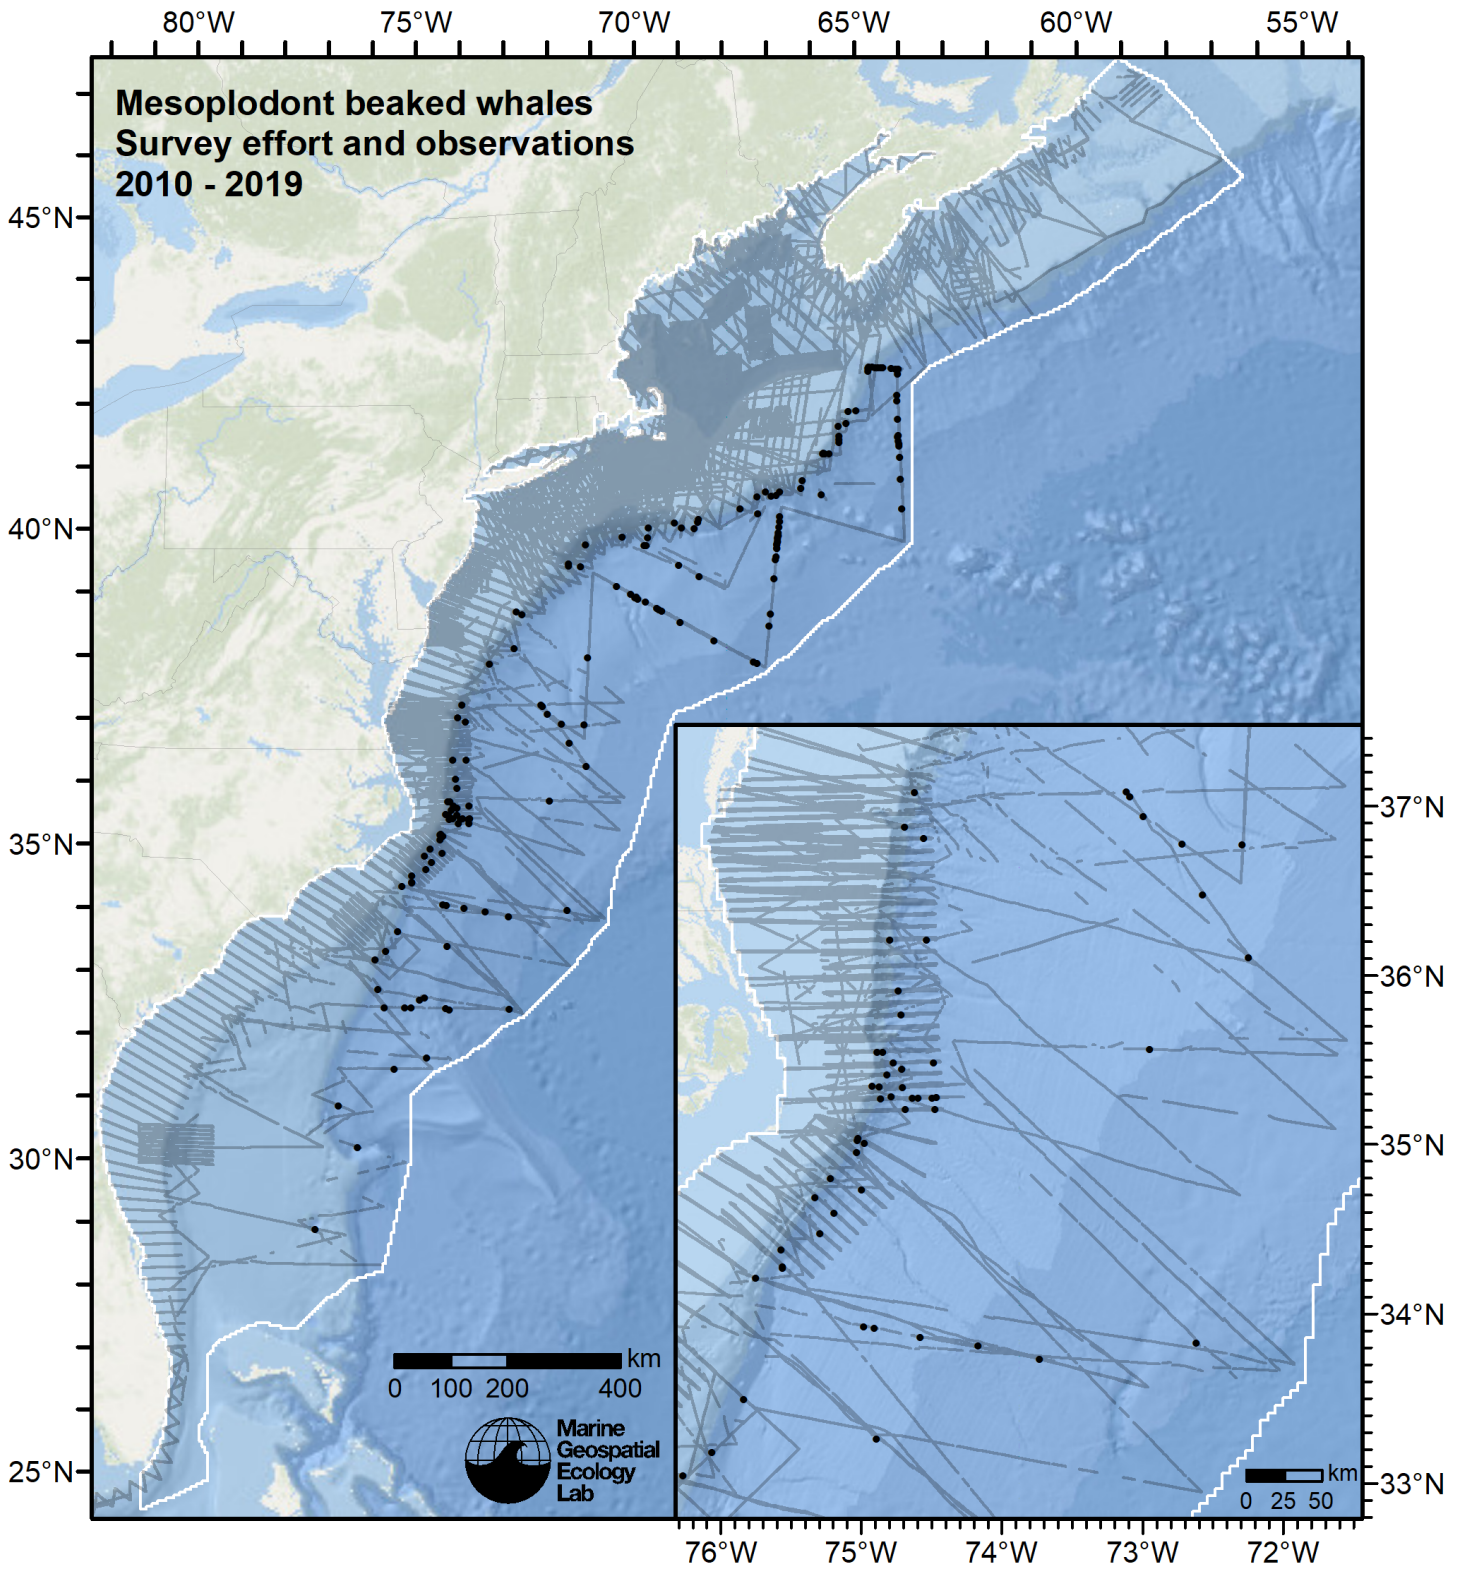 80°W 75°W 70°W 65°W 60°W 55°W
Mesoplodont beaked whales
Survey effort and observations
2010 - 2019
45°N
40°N
35°N
30°N
25°N
37°N
36°N
35°N
34°N
33°N
km
0 100 200 400
Marine
Geospatial
Ecology
Lab
km
0 25 50
76°W 75°W 74°W 73°W 72°W